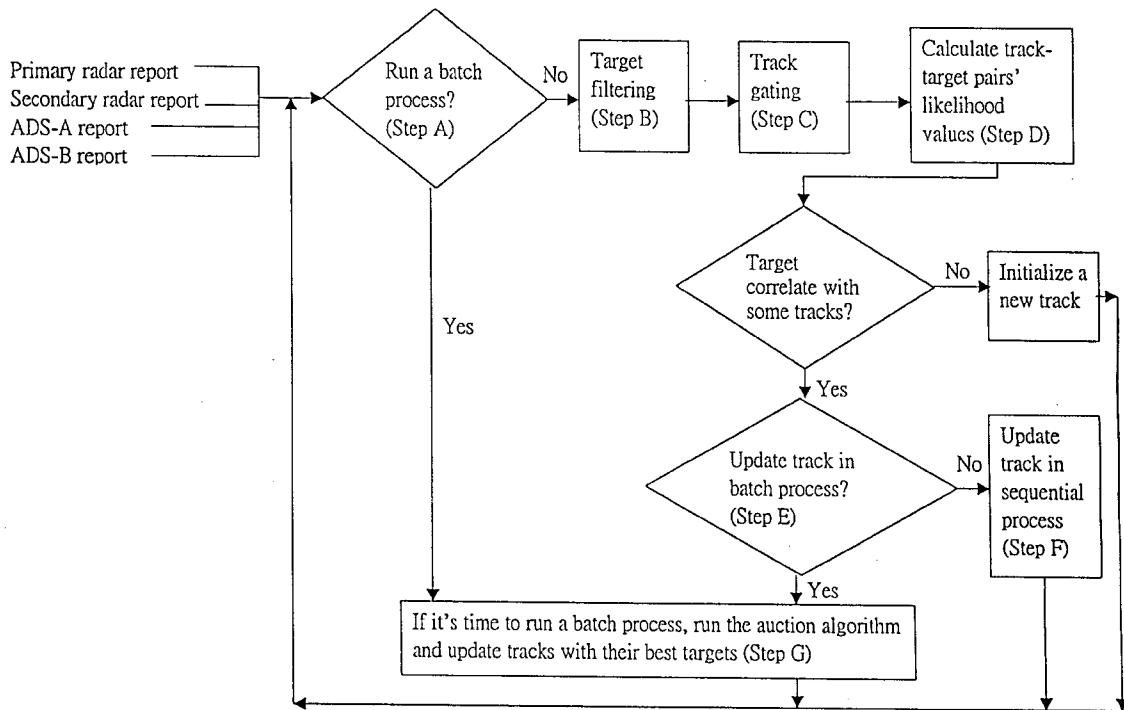 Primary radar report
Secondary radar report
ADS-A report
ADS-B report
Run a batch
process?
(Step A)
No
Target
filtering
(Step B)
Track
gating
(Step C)
Calculate track-
target pairs'
likelihood
values (Step D)
Target
correlate with
some tracks?
No
Initialize a
new track
Yes
Yes
Update track in
batch process?
(Step E)
No
Update
track in
sequential
process
(Step F)
Yes
If it's time to run a batch process, run the auction algorithm
and update tracks with their best targets (Step G)